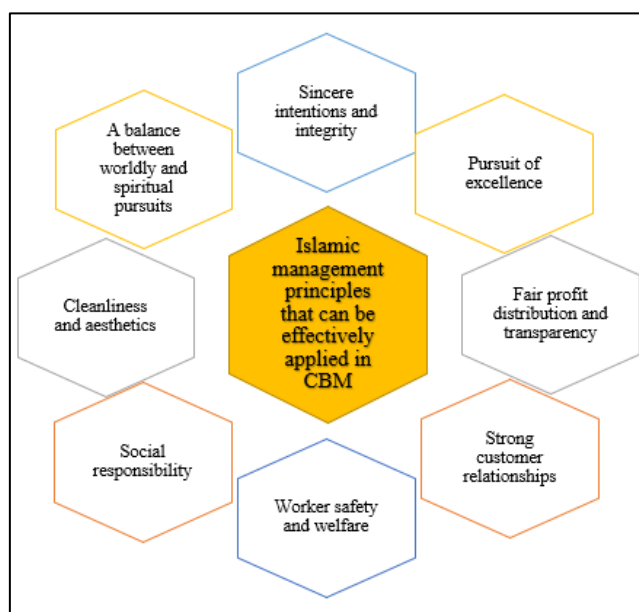 Sincere
intentions and
integrity
A balance
between
worldly and
spiritual
pursuits
Pursuit of
excellence
Islamic
management
principles
that can be
effectively
applied in
CBM
Cleanliness
and aesthetics
Fair profit
distribution and
transparency
Social
responsibility
Strong
customer
relationships
Worker safety
and welfare